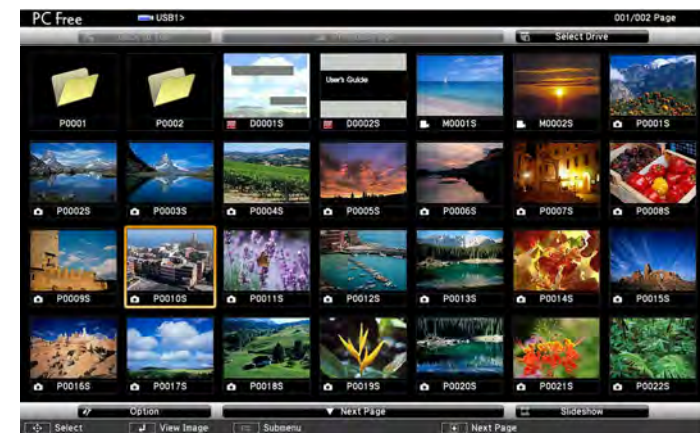 PC Free USB1> 001/002 Page
Select Drive
User's Guide
P0001 P0002 D0001S D0002S M0001S M0002S P0001S
P0002S P0003S P0004S P0005S P0006S P0007S P0008S
P0009S P0010S P0011S P0012S P0013S P0014S P0015S
P0016S P0017S P0018S P0019S P0020S P0021S P0022S
Option ▼ Next Page Slideshow
Select View Image Submenu Next Page